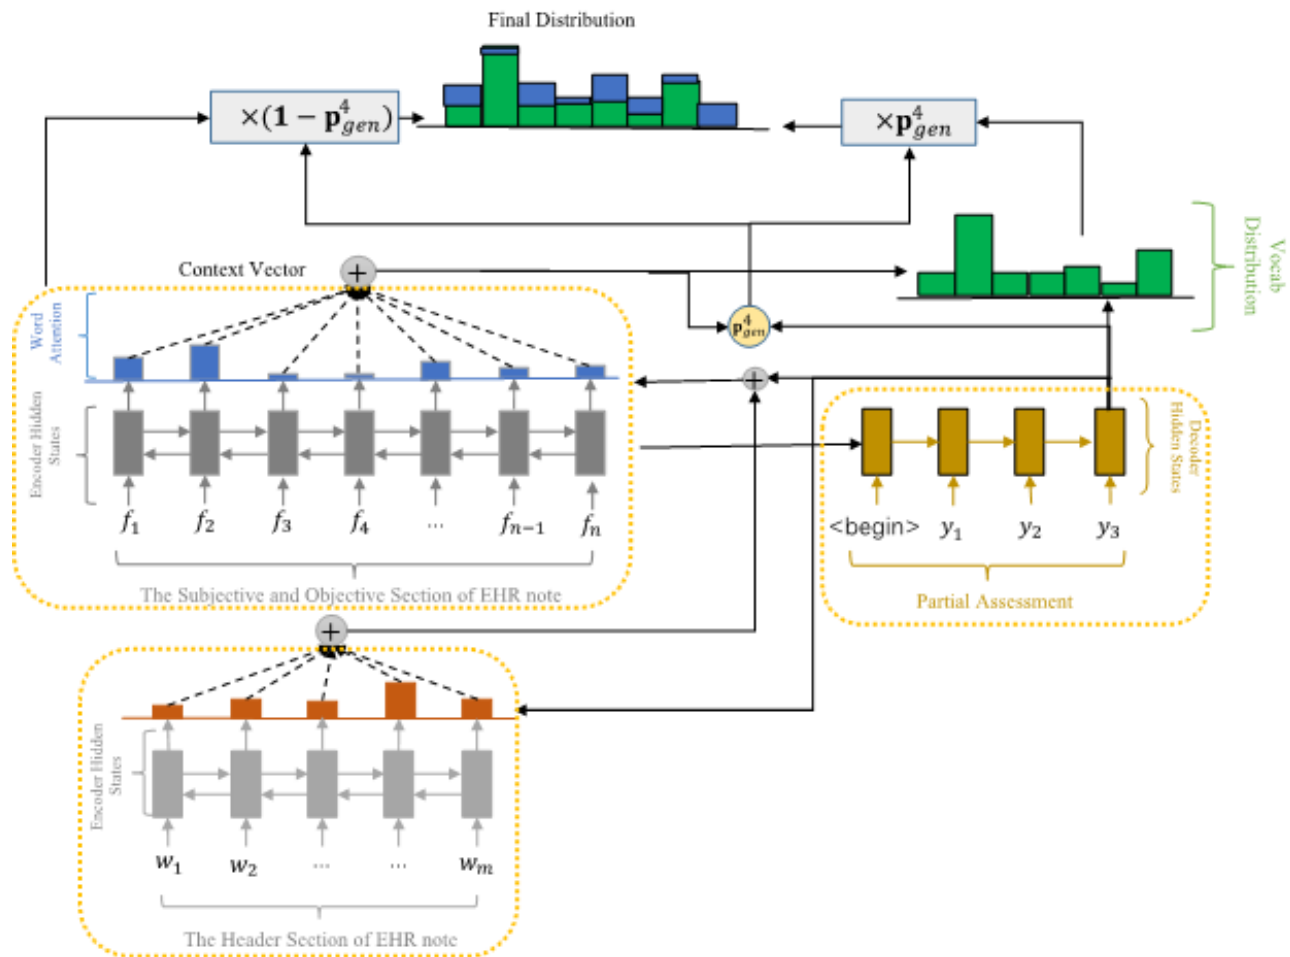 Final Distribution
×(1 − p⁴gen)
×p⁴gen
Vocab
Distribution
Context Vector
+
Word
Attention
p⁴gen
+
Encoder Hidden
States
Decoder
Hidden States
f₁ f₂ f₃ f₄ ... fₙ₋₁ fₙ
<begin> y₁ y₂ y₃
The Subjective and Objective Section of EHR note
Partial Assessment
+
Encoder Hidden
States
w₁ w₂ ... ... wₘ
The Header Section of EHR note